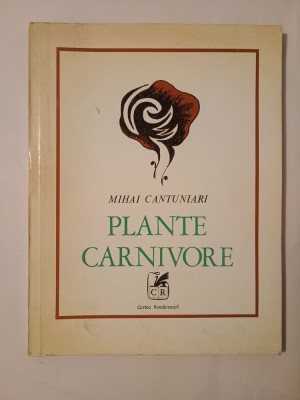 MIHAI CANTUNIARI
PLANTE
CARNIVORE
CR
Cartea Românească